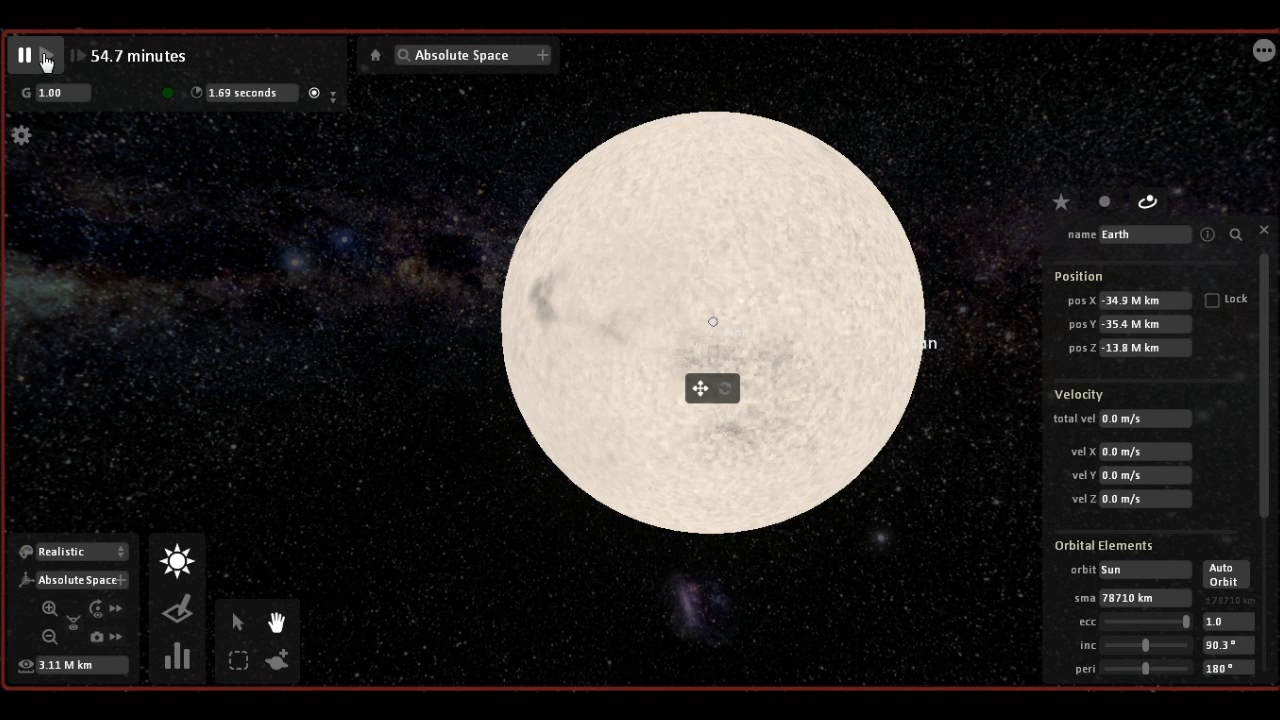 54.7 minutes
Absolute Space +
G 1.00
1.69 seconds
name Earth
Position
pos X -34.9 M km
Lock
pos Y -35.4 M km
pos Z -13.8 M km
Velocity
total vel 0.0 m/s
vel X 0.0 m/s
vel Y 0.0 m/s
vel Z 0.0 m/s
Orbital Elements
orbit Sun
Auto Orbit
sma 78710 km
±78710 km
ecc 1.0
inc 90.3°
peri 180°
Realistic
Absolute Space+
3.11 M km